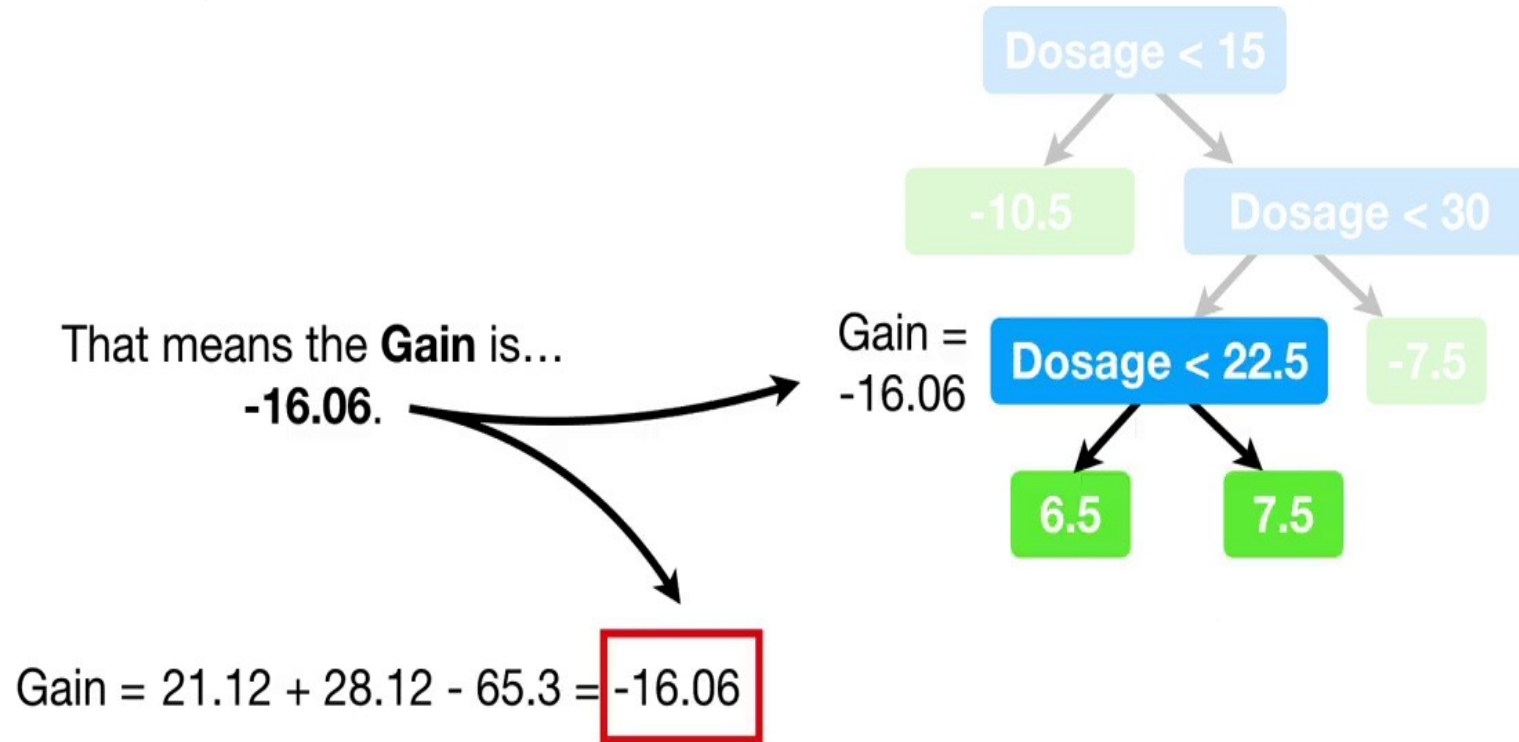 Dosage < 15
-10.5
Dosage < 30
That means the Gain is...
-16.06.
Gain =
-16.06
Dosage < 22.5
-7.5
6.5
7.5
Gain = 21.12 + 28.12 - 65.3 = -16.06